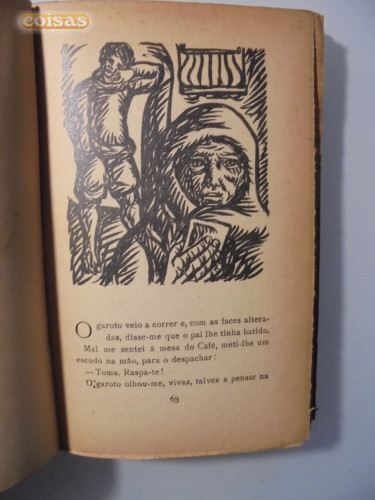 coisas
O garoto veio a correr e, com as faces altera-
das, disse-me que o pai lhe tinha batido.
Mal me sentei à mesa do Café, meti-lhe um
escudo na mão, para o despachar:
— Toma. Raspa-te!
O garoto olhou-me, vivaz, talvez a pensar na
63